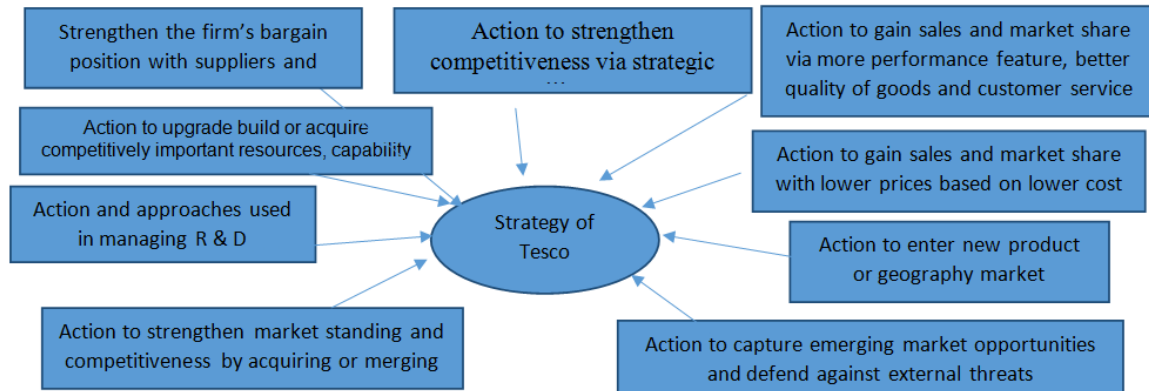 Strengthen the firm's bargain
position with suppliers and
Action to strengthen
competitiveness via strategic
...
Action to gain sales and market share
via more performance feature, better
quality of goods and customer service
Action to upgrade build or acquire
competitively important resources, capability
Action to gain sales and market share
with lower prices based on lower cost
Action and approaches used
in managing R & D
Strategy of
Tesco
Action to enter new product
or geography market
Action to strengthen market standing and
competitiveness by acquiring or merging
Action to capture emerging market opportunities
and defend against external threats